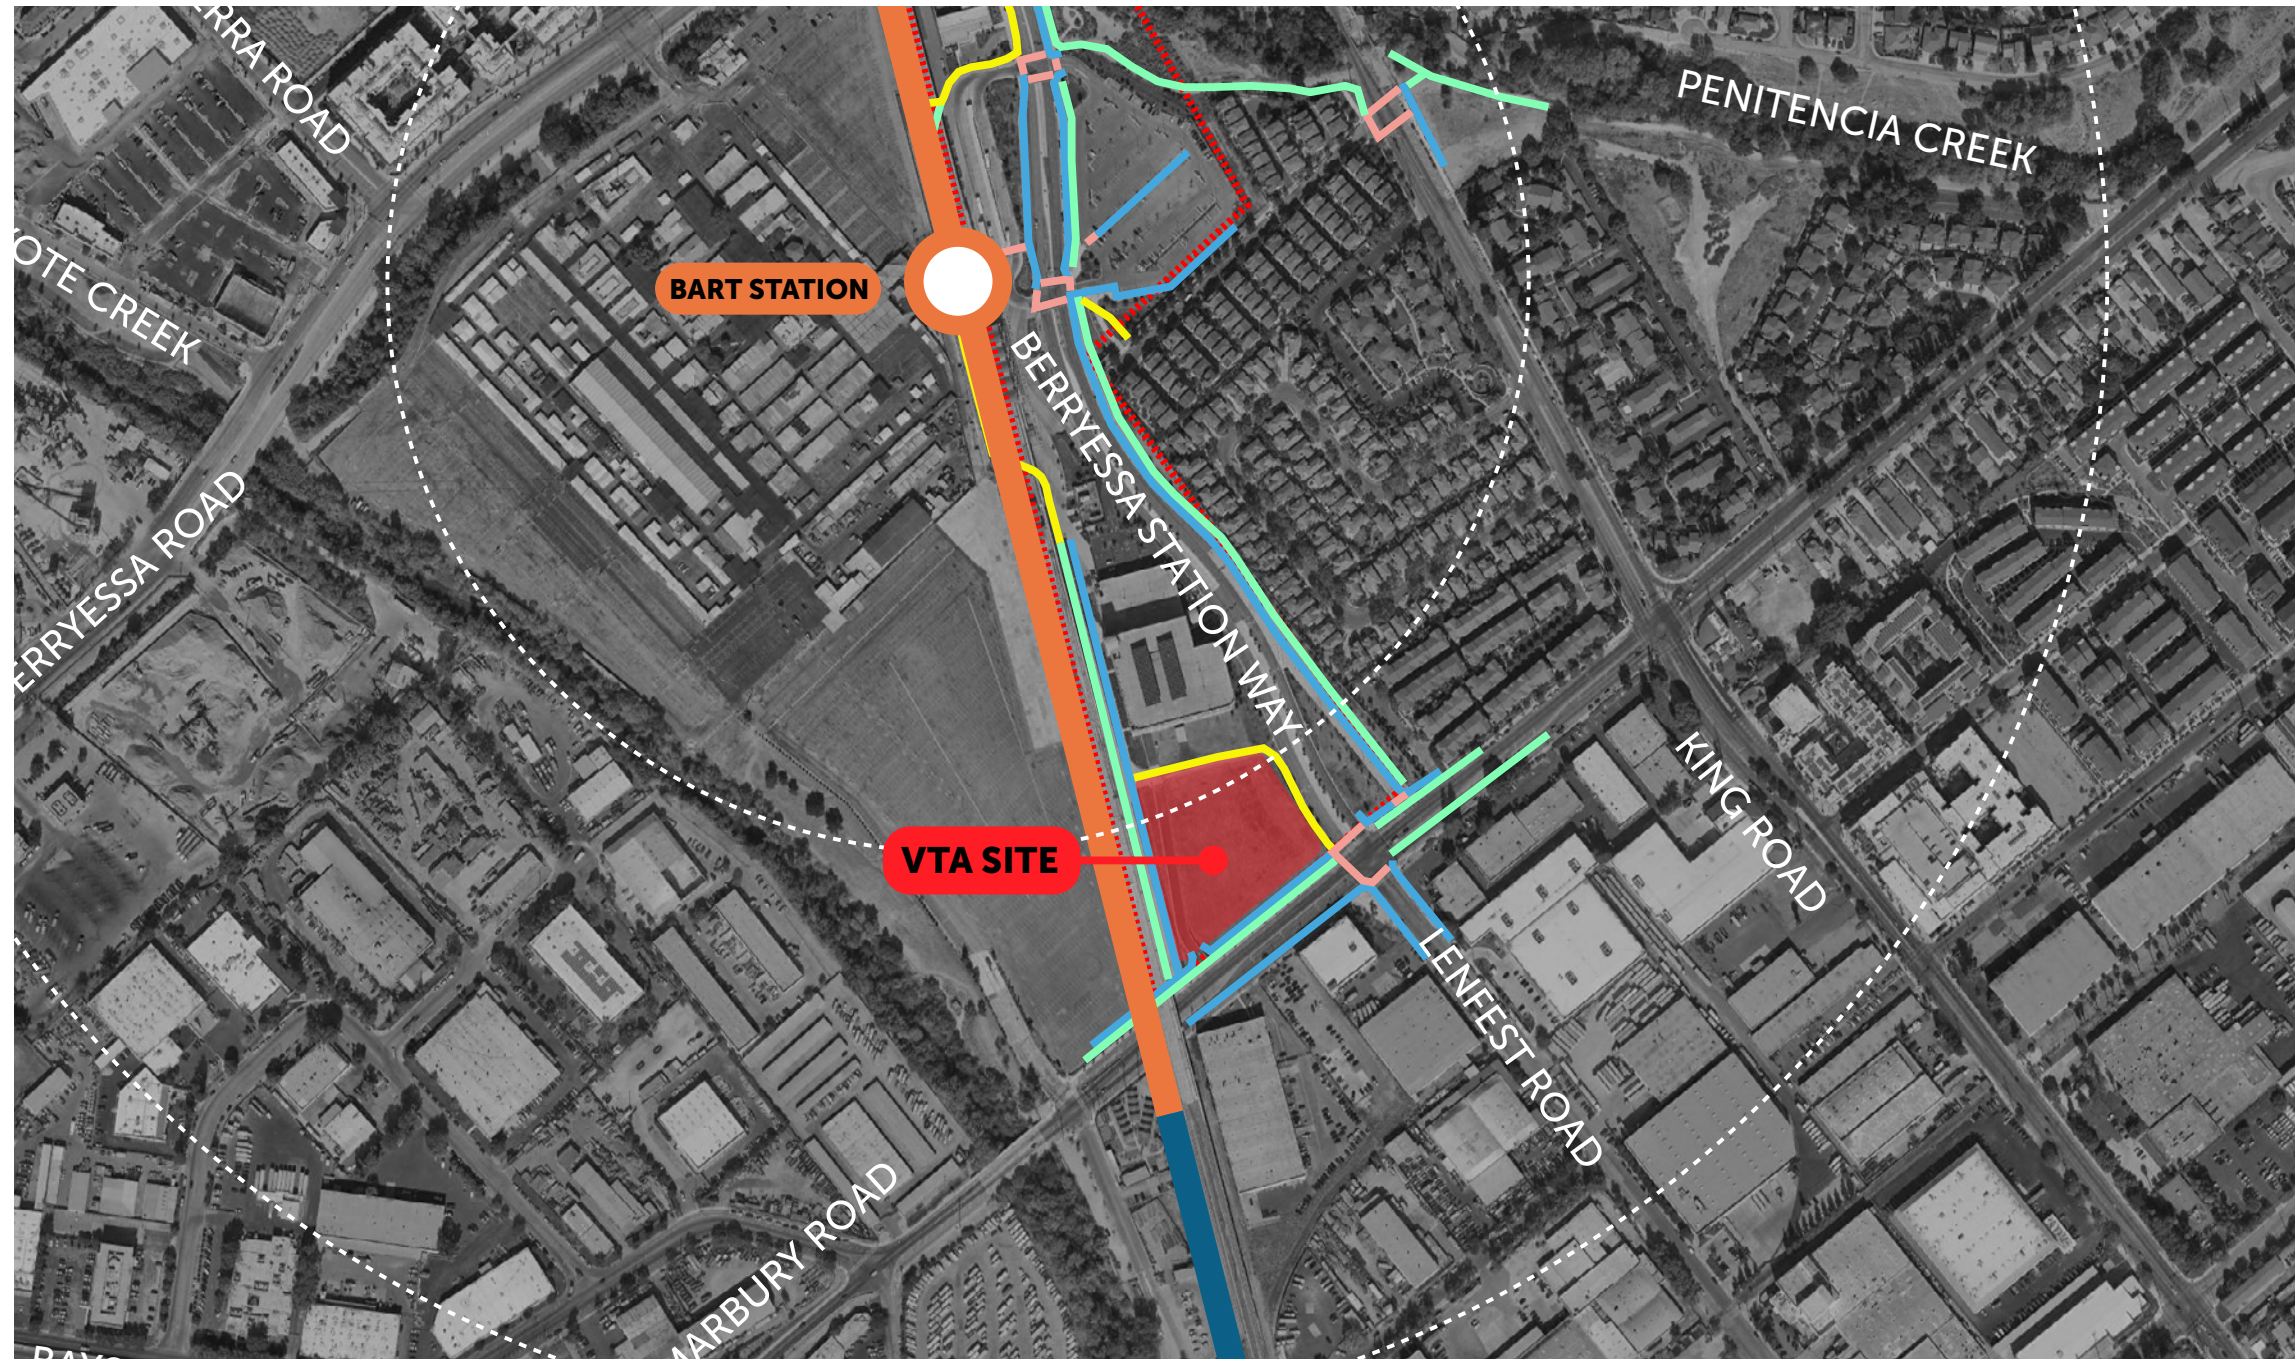 ERRA ROAD
PENITENCIA CREEK
OTE CREEK
BART STATION
BERRYESSA STATION WAY
ERRYESSA ROAD
KING ROAD
VTA SITE
LENFEST ROAD
MARBURY ROAD